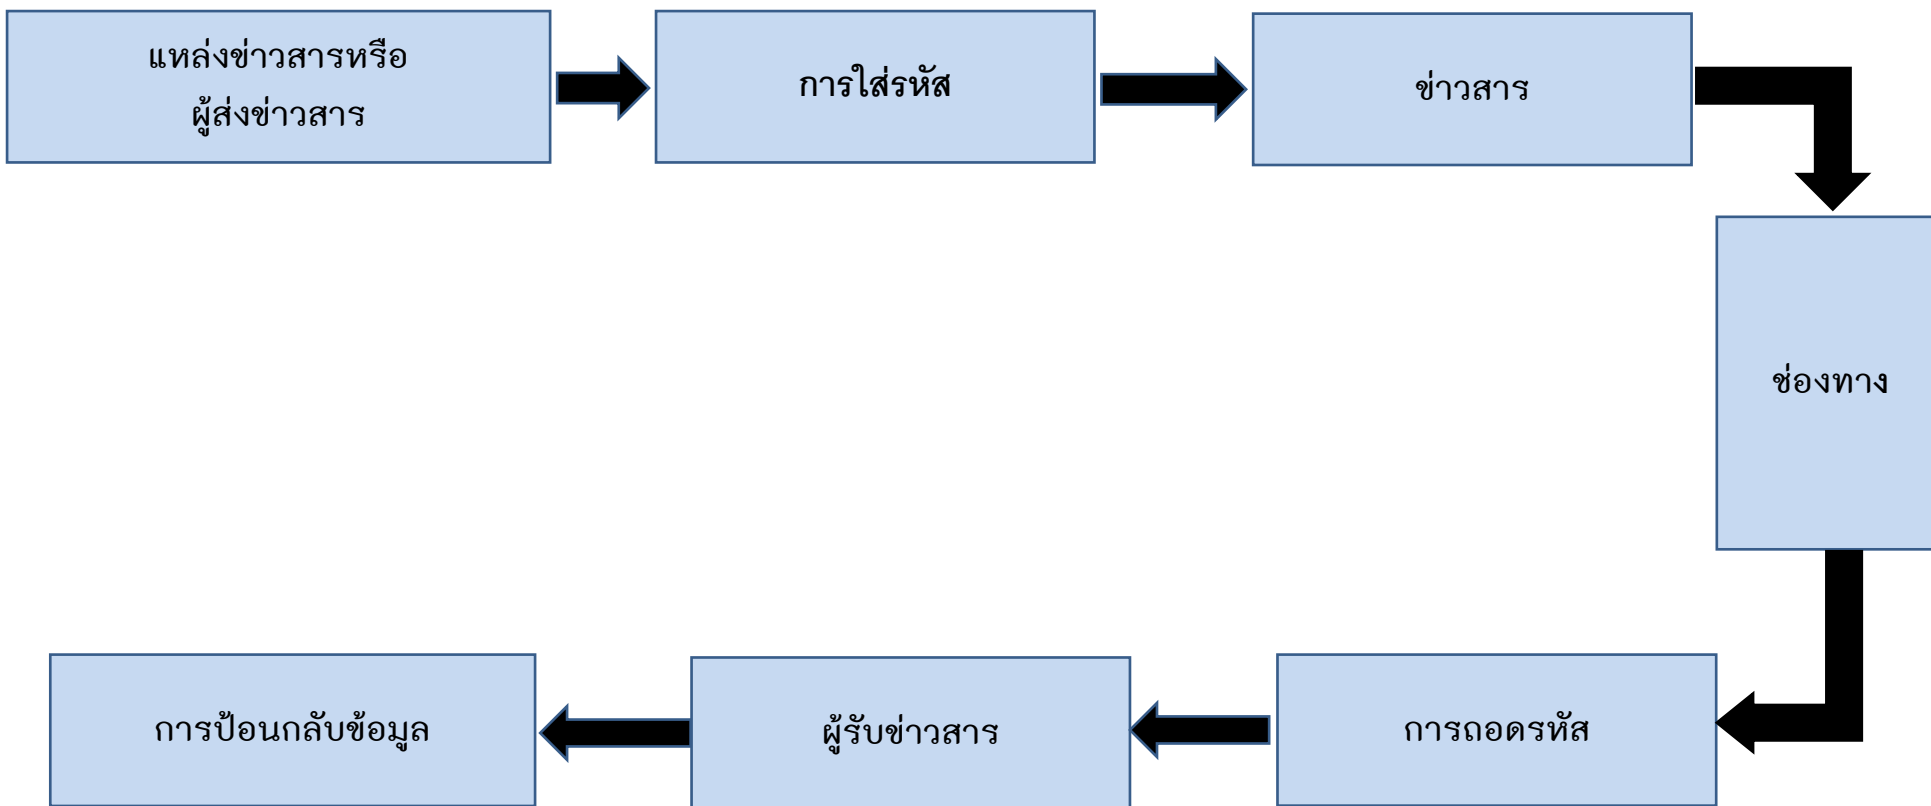 แหล่งข่าวสารหรือ
ผู้ส่งข่าวสาร
การใส่รหัส
ข่าวสาร
ช่องทาง
การถอดรหัส
ผู้รับข่าวสาร
การป้อนกลับข้อมูล